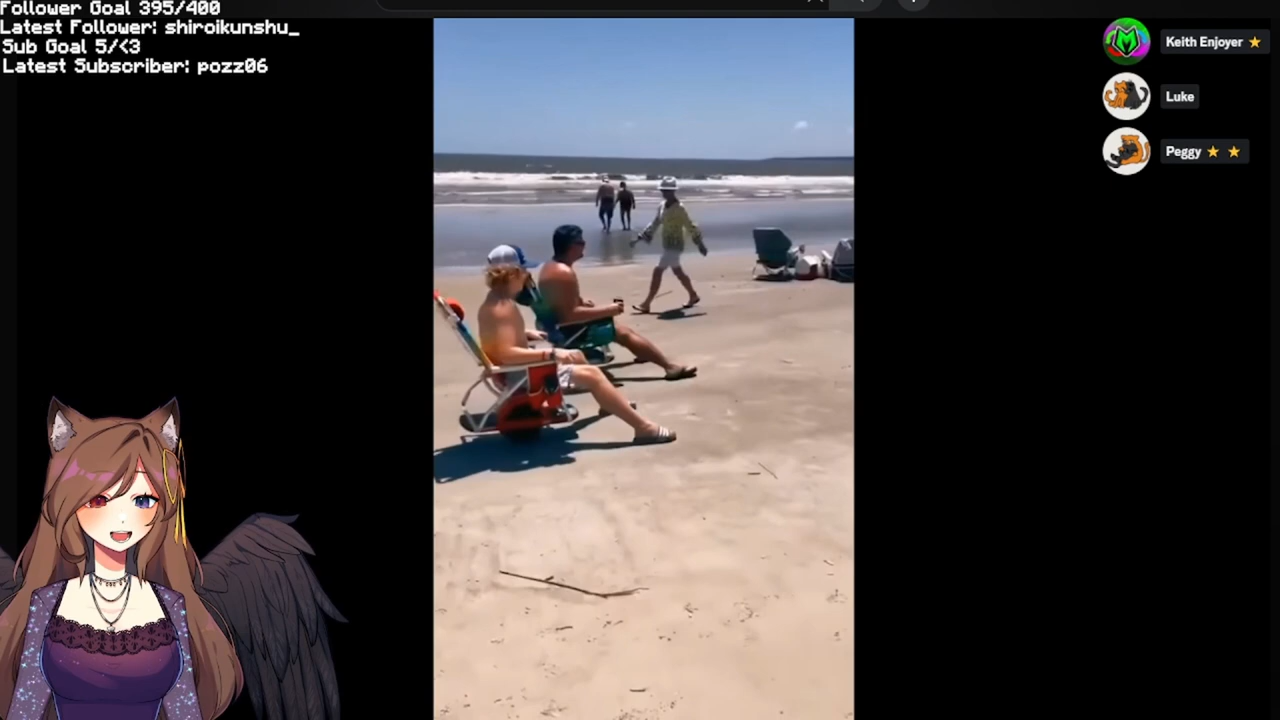 Follower Goal 395/400
Latest Follower: shiroikunshu_
Sub Goal 5/<3
Latest Subscriber: pozz06
Keith Enjoyer
Luke
Peggy